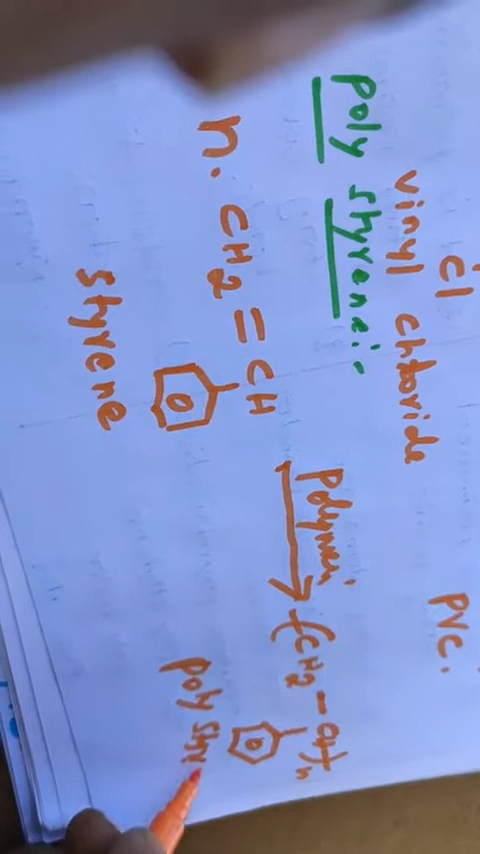 Cl
vinyl chloride PVC.
Poly Styrene:-
n. CH2 = CH Polymeri (CH2 - CH)n
Styrene Poly Styr